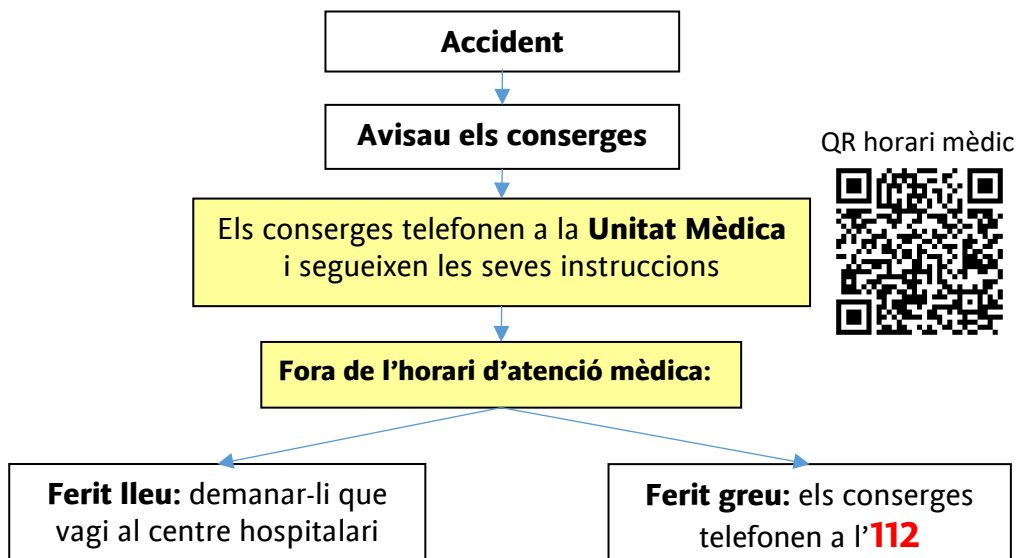 Accident
Avisau els conserges
QR horari mèdic
Els conserges telefonen a la Unitat Mèdica
i segueixen les seves instruccions
Fora de l'horari d'atenció mèdica:
Ferit lleu: demanar-li que
vagi al centre hospitalari
Ferit greu: els conserges
telefonen a l'112